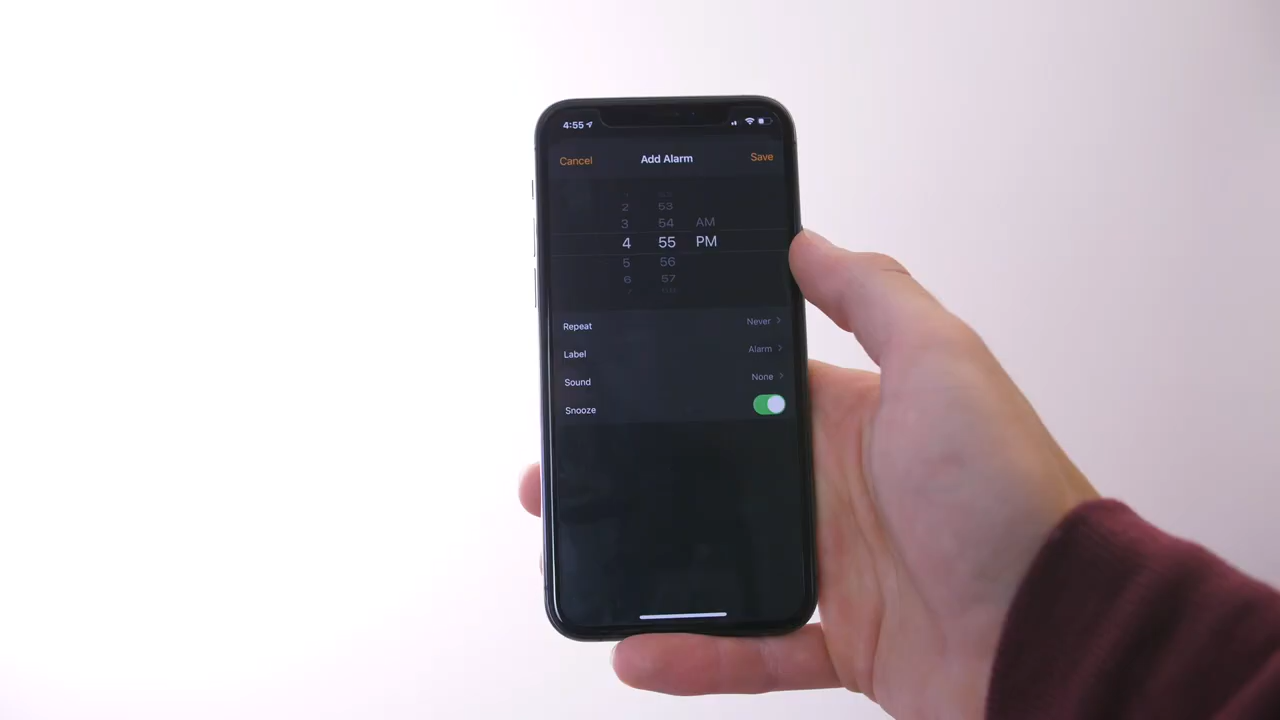 4:55
Cancel Add Alarm Save
2 53
3 54 AM
4 55 PM
5 56
6 57
Repeat Never
Label Alarm
Sound None
Snooze